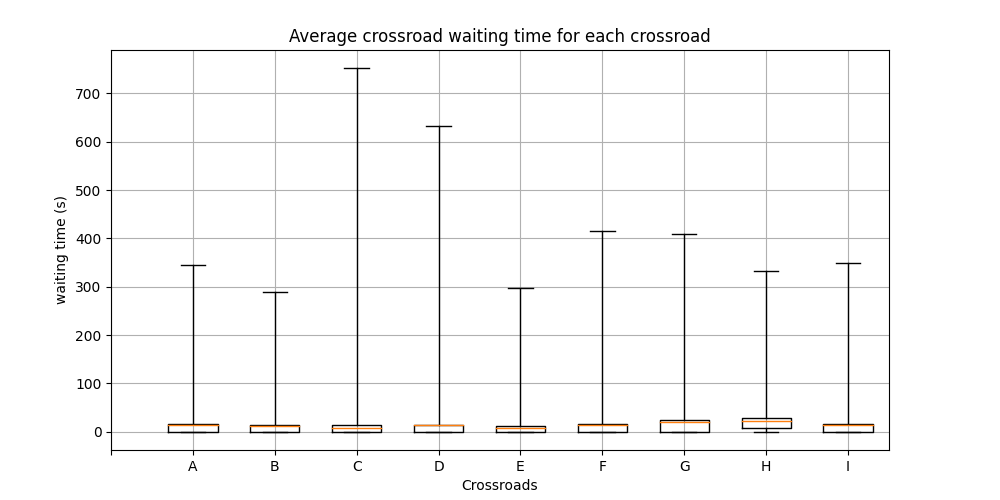 Average crossroad waiting time for each crossroad
waiting time (s)
700
600
500
400
300
200
100
0
A B C D E F G H I
Crossroads